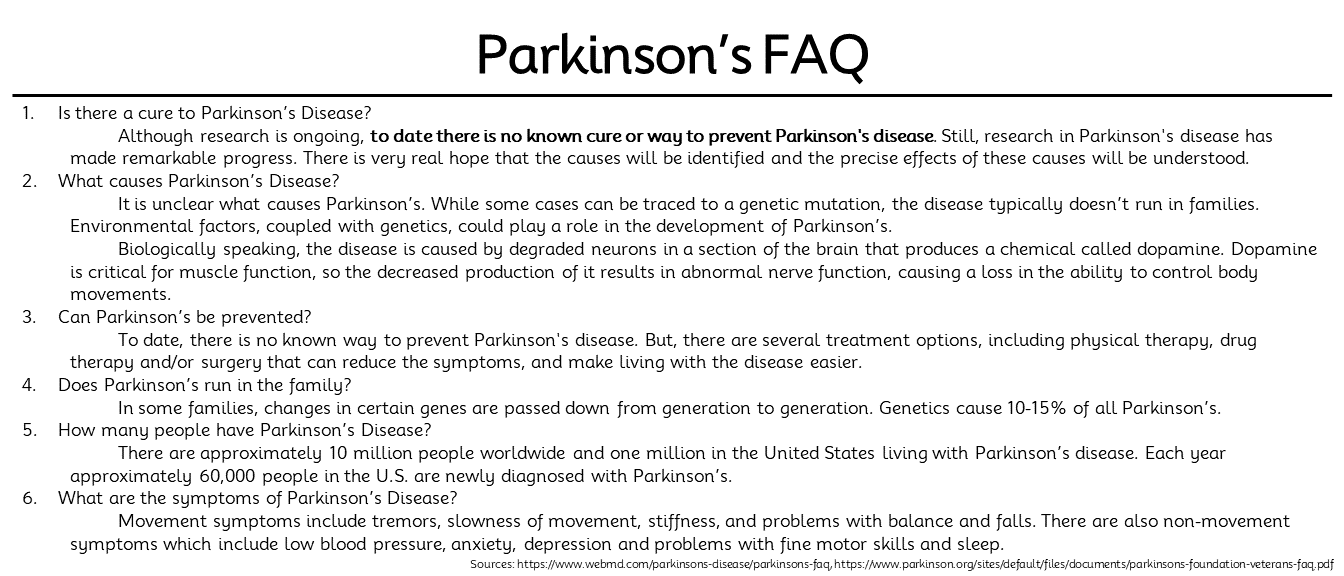 Parkinson’s FAQ
1. Is there a cure to Parkinson’s Disease?
Although research is ongoing, to date there is no known cure or way to prevent Parkinson's disease. Still, research in Parkinson's disease has
made remarkable progress. There is very real hope that the causes will be identified and the precise effects of these causes will be understood.
2. What causes Parkinson’s Disease?
It is unclear what causes Parkinson’s. While some cases can be traced to a genetic mutation, the disease typically doesn’t run in families.
Environmental factors, coupled with genetics, could play a role in the development of Parkinson’s.
Biologically speaking, the disease is caused by degraded neurons in a section of the brain that produces a chemical called dopamine. Dopamine
is critical for muscle function, so the decreased production of it results in abnormal nerve function, causing a loss in the ability to control body
movements.
3. Can Parkinson’s be prevented?
To date, there is no known way to prevent Parkinson's disease. But, there are several treatment options, including physical therapy, drug
therapy and/or surgery that can reduce the symptoms, and make living with the disease easier.
4. Does Parkinson’s run in the family?
In some families, changes in certain genes are passed down from generation to generation. Genetics cause 10-15% of all Parkinson’s.
5. How many people have Parkinson’s Disease?
There are approximately 10 million people worldwide and one million in the United States living with Parkinson’s disease. Each year
approximately 60,000 people in the U.S. are newly diagnosed with Parkinson’s.
6. What are the symptoms of Parkinson’s Disease?
Movement symptoms include tremors, slowness of movement, stiffness, and problems with balance and falls. There are also non-movement
symptoms which include low blood pressure, anxiety, depression and problems with fine motor skills and sleep.
Sources: https://www.webmd.com/parkinsons-disease/parkinsons-faq, https://www.parkinson.org/sites/default/files/documents/parkinsons-foundation-veterans-faq.pdf